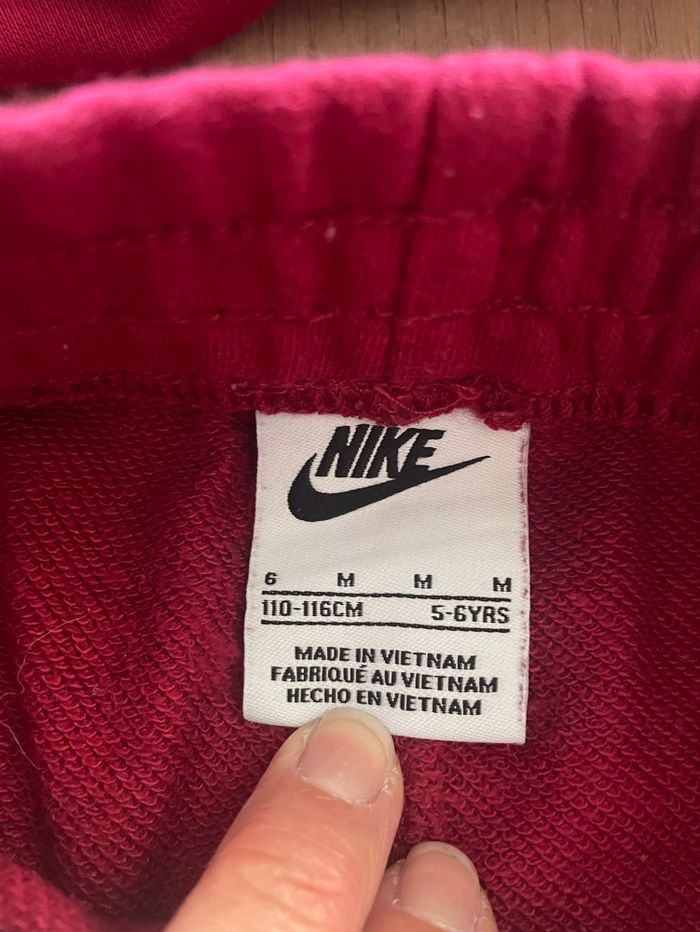 NIKE
6 M M M
110-116CM 5-6YRS
MADE IN VIETNAM
FABRIQUÉ AU VIETNAM
HECHO EN VIETNAM